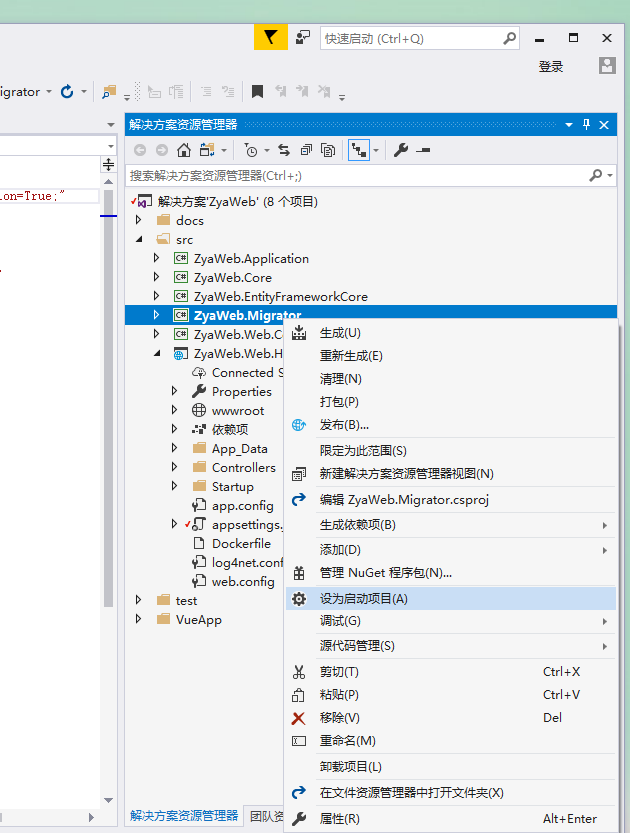 快速启动 (Ctrl+Q)
登录
igrator
解决方案资源管理器
搜索解决方案资源管理器(Ctrl+;)
ion=True;"
解决方案'ZyaWeb' (8 个项目)
docs
src
C# ZyaWeb.Application
C# ZyaWeb.Core
C# ZyaWeb.EntityFrameworkCore
C# ZyaWeb.Migrator
C# ZyaWeb.Web.C
ZyaWeb.Web.H
Connected S
Properties
wwwroot
依赖项
App_Data
Controllers
Startup
app.config
appsettings.
Dockerfile
log4net.conf
web.config
test
VueApp
生成(U)
重新生成(E)
清理(N)
打包(P)
发布(B)...
限定为此范围(S)
新建解决方案资源管理器视图(N)
编辑 ZyaWeb.Migrator.csproj
生成依赖项(B)
添加(D)
管理 NuGet 程序包(N)...
设为启动项目(A)
调试(G)
源代码管理(S)
剪切(T) Ctrl+X
粘贴(P) Ctrl+V
移除(V) Del
重命名(M)
卸载项目(L)
在文件资源管理器中打开文件夹(X)
属性(R) Alt+Enter
解决方案资源管理器 团队资